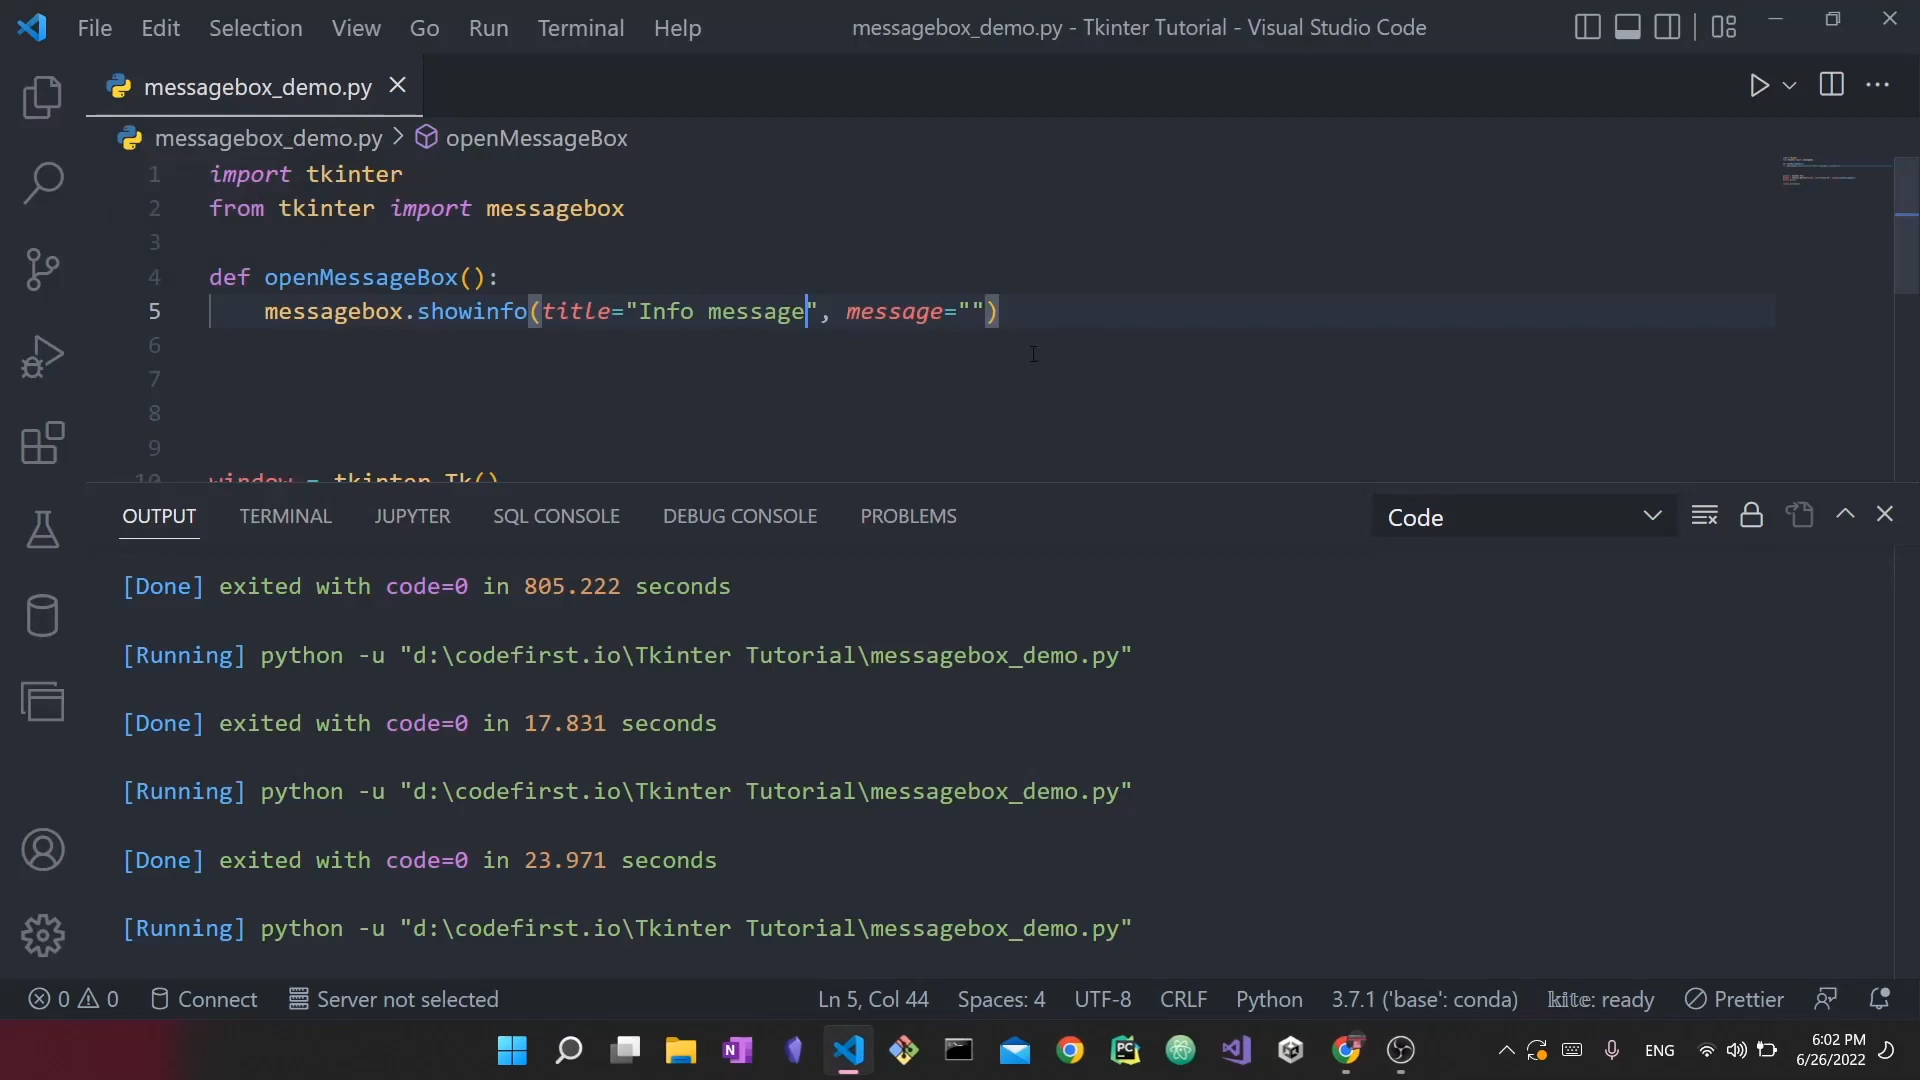 File Edit Selection View Go Run Terminal Help messagebox_demo.py - Tkinter Tutorial - Visual Studio Code
messagebox_demo.py
messagebox_demo.py > openMessageBox
1 import tkinter
2 from tkinter import messagebox
3
4 def openMessageBox():
5 messagebox.showinfo(title="Info message", message="")
6
7
8
9
10 window = tkinter.Tk()
OUTPUT TERMINAL JUPYTER SQL CONSOLE DEBUG CONSOLE PROBLEMS Code
[Done] exited with code=0 in 805.222 seconds
[Running] python -u "d:\codefirst.io\Tkinter Tutorial\messagebox_demo.py"
[Done] exited with code=0 in 17.831 seconds
[Running] python -u "d:\codefirst.io\Tkinter Tutorial\messagebox_demo.py"
[Done] exited with code=0 in 23.971 seconds
[Running] python -u "d:\codefirst.io\Tkinter Tutorial\messagebox_demo.py"
0 0 Connect Server not selected Ln 5, Col 44 Spaces: 4 UTF-8 CRLF Python 3.7.1 ('base': conda) kite: ready Prettier
ENG 6:02 PM
6/26/2022